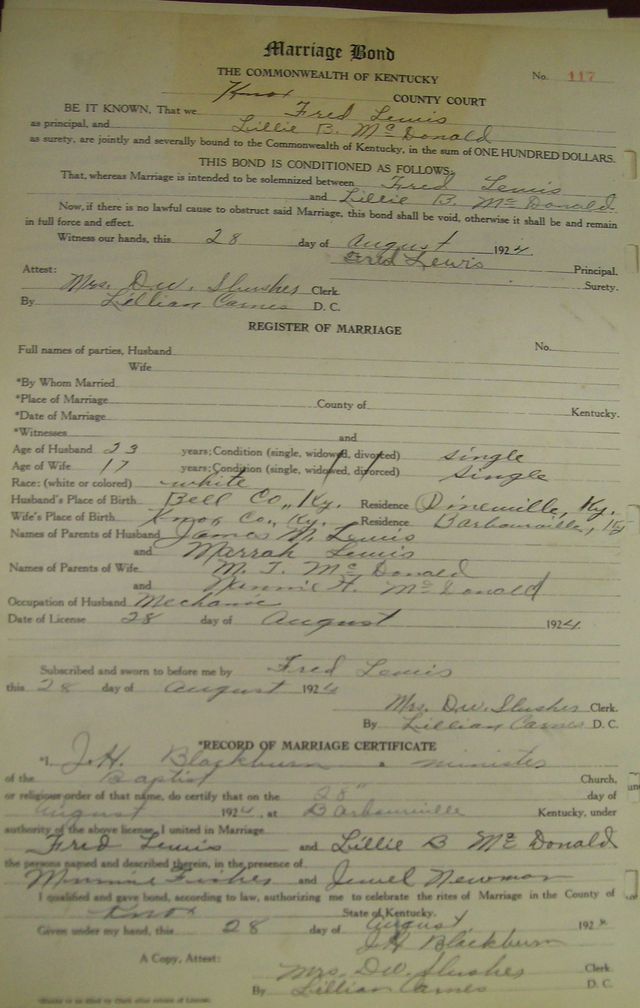 Marriage Bond
THE COMMONWEALTH OF KENTUCKY No. 117
Knox COUNTY COURT
BE IT KNOWN, That we Fred Lewis
as principal, and Lillie B. McDonald
as surety, are jointly and severally bound to the Commonwealth of Kentucky, in the sum of ONE HUNDRED DOLLARS.
THIS BOND IS CONDITIONED AS FOLLOWS:
That, whereas Marriage is intended to be solemnized between Fred Lewis
and Lillie B. McDonald
Now, if there is no lawful cause to obstruct said Marriage, this bond shall be void, otherwise it shall be and remain
in full force and effect.
Witness our hands, this 28 day of August 1924.
Fred Lewis Principal.
Attest: Surety.
Mrs. D.W. Slusher Clerk
By Lillian Carnes D. C.
REGISTER OF MARRIAGE
Full names of parties, Husband No.
Wife
*By Whom Married
*Place of Marriage County of Kentucky.
*Date of Marriage
*Witnesses and
Age of Husband 23 years; Condition (single, widowed, divorced) single
Age of Wife 17 years; Condition (single, widowed, divorced) single
Race: (white or colored) white
Husband's Place of Birth Bell Co., Ky. Residence Pineville, Ky.
Wife's Place of Birth Knox Co., Ky. Residence Barbourville, Ky
Names of Parents of Husband James M. Lewis
and Marrah Lewis
Names of Parents of Wife M. T. McDonald
and Nannie H. McDonald
Occupation of Husband Mechanic
Date of License 28 day of August 1924.
Subscribed and sworn to before me by Fred Lewis
this 28 day of August 1924
Mrs. D.W. Slusher Clerk.
By Lillian Carnes D. C.
*RECORD OF MARRIAGE CERTIFICATE
*I, J.H. Blackburn a minister
of the Baptist Church,
or religious order of that name, do certify that on the 28" day of
August 1924, at Barbourville Kentucky, under
authority of the above license, I united in Marriage
Fred Lewis and Lillie B McDonald
the persons named and described therein, in the presence of
Minnie and Jewel Newman
I qualified and gave bond, according to law, authorizing me to celebrate the rites of Marriage in the County of
Knox State of Kentucky.
Given under my hand, this 28 day of August 1924
J.H. Blackburn
A Copy, Attest: Mrs. D.W. Slusher Clerk
By Lillian Carnes D. C.